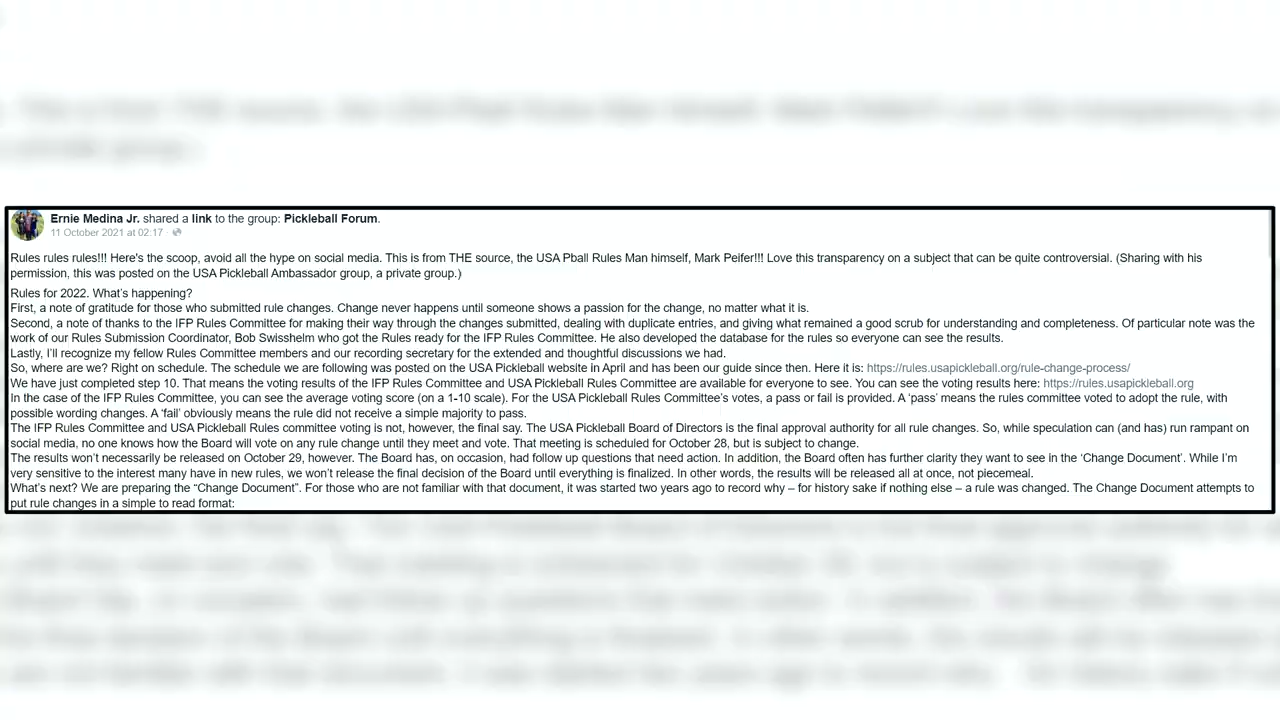 Ernie Medina Jr. shared a link to the group: Pickleball Forum.
11 October 2021 at 02:17 ·
Rules rules rules!!! Here's the scoop, avoid all the hype on social media. This is from THE source, the USA Pball Rules Man himself, Mark Peifer!!! Love this transparency on a subject that can be quite controversial. (Sharing with his
permission, this was posted on the USA Pickleball Ambassador group, a private group.)
Rules for 2022. What's happening?
First, a note of gratitude for those who submitted rule changes. Change never happens until someone shows a passion for the change, no matter what it is.
Second, a note of thanks to the IFP Rules Committee for making their way through the changes submitted, dealing with duplicate entries, and giving what remained a good scrub for understanding and completeness. Of particular note was the
work of our Rules Submission Coordinator, Bob Swisshelm who got the Rules ready for the IFP Rules Committee. He also developed the database for the rules so everyone can see the results.
Lastly, I'll recognize my fellow Rules Committee members and our recording secretary for the extended and thoughtful discussions we had.
So, where are we? Right on schedule. The schedule we are following was posted on the USA Pickleball website in April and has been our guide since then. Here it is: https://rules.usapickleball.org/rule-change-process/
We have just completed step 10. That means the voting results of the IFP Rules Committee and USA Pickleball Rules Committee are available for everyone to see. You can see the voting results here: https://rules.usapickleball.org
In the case of the IFP Rules Committee, you can see the average voting score (on a 1-10 scale). For the USA Pickleball Rules Committee's votes, a pass or fail is provided. A 'pass' means the rules committee voted to adopt the rule, with
possible wording changes. A 'fail' obviously means the rule did not receive a simple majority to pass.
The IFP Rules Committee and USA Pickleball Rules committee voting is not, however, the final say. The USA Pickleball Board of Directors is the final approval authority for all rule changes. So, while speculation can (and has) run rampant on
social media, no one knows how the Board will vote on any rule change until they meet and vote. That meeting is scheduled for October 28, but is subject to change.
The results won't necessarily be released on October 29, however. The Board has, on occasion, had follow up questions that need action. In addition, the Board often has further clarity they want to see in the 'Change Document'. While I'm
very sensitive to the interest many have in new rules, we won't release the final decision of the Board until everything is finalized. In other words, the results will be released all at once, not piecemeal.
What's next? We are preparing the "Change Document". For those who are not familiar with that document, it was started two years ago to record why – for history sake if nothing else – a rule was changed. The Change Document attempts to
put rule changes in a simple to read format: